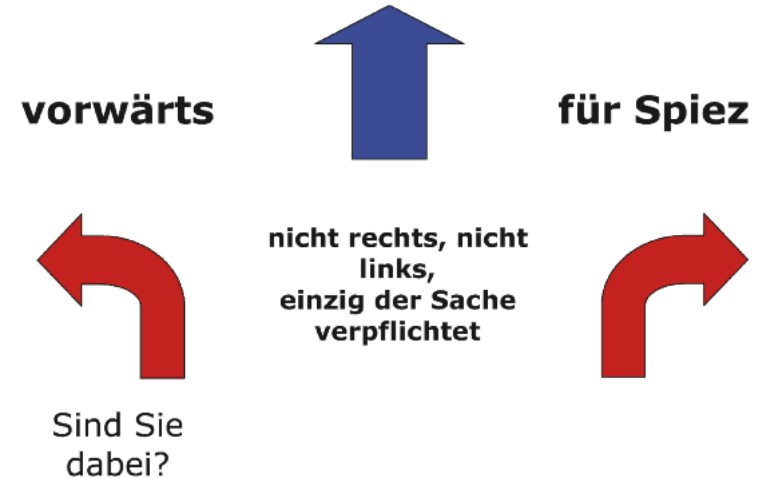 vorwärts
für Spiez
nicht rechts, nicht
links,
einzig der Sache
verpflichtet
Sind Sie
dabei?